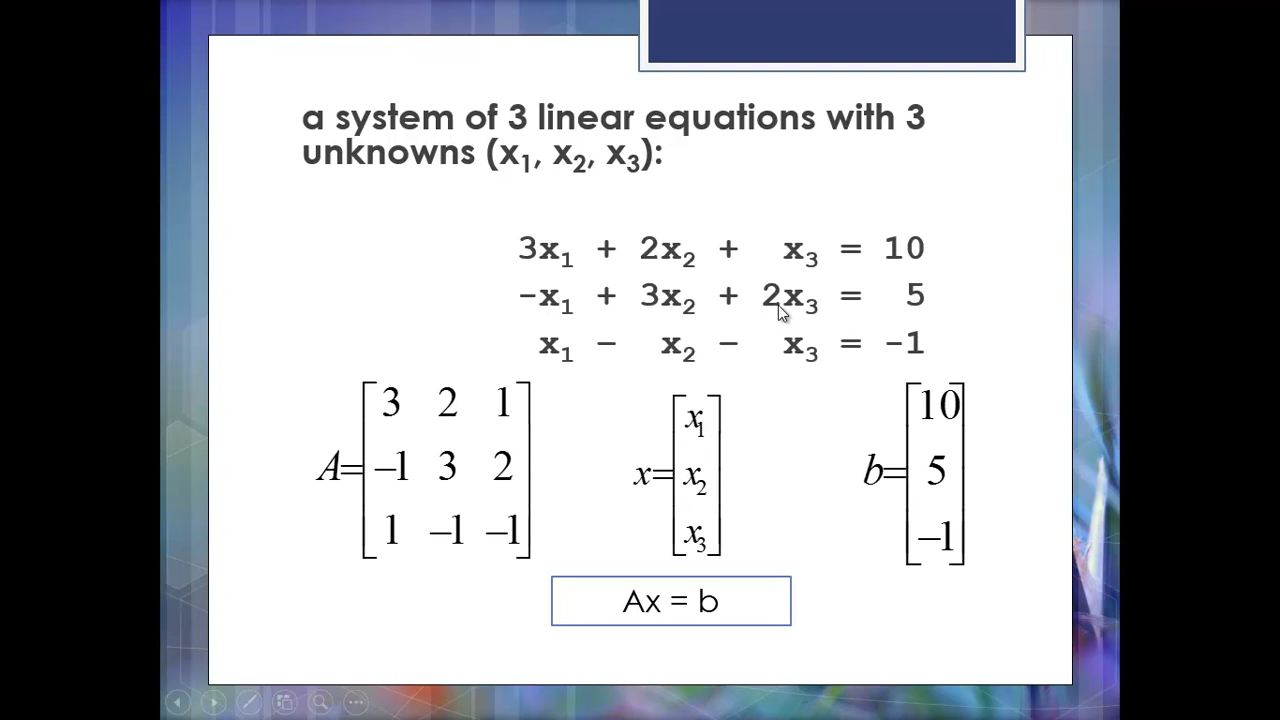 a system of 3 linear equations with 3
unknowns (x₁, x₂, x₃):
3x₁ + 2x₂ + x₃ = 10
-x₁ + 3x₂ + 2x₃ = 5
x₁ - x₂ - x₃ = -1
A= [3 2 1
–1 3 2
1 –1 –1]
x= [x₁
x₂
x₃]
b= [10
5
–1]
Ax = b